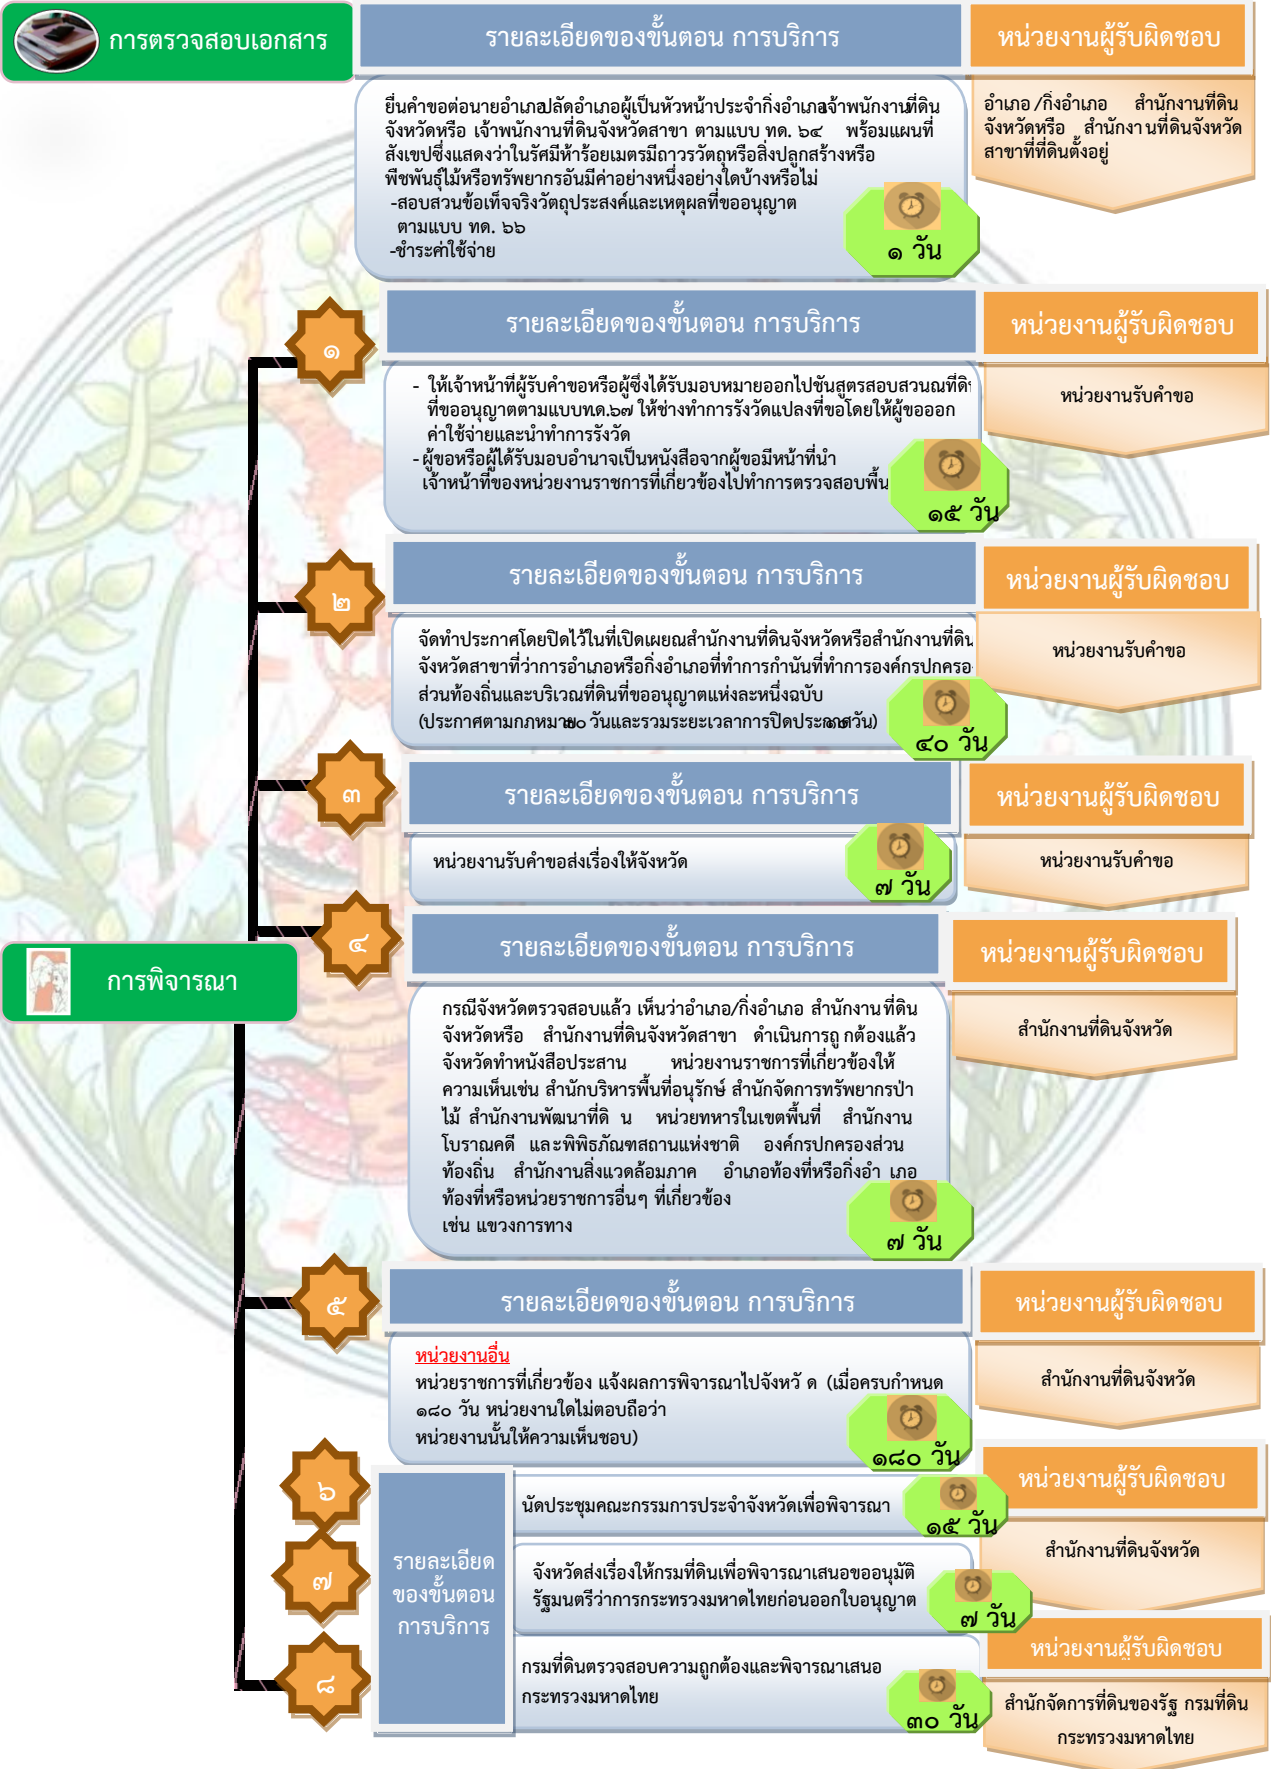 การตรวจสอบเอกสาร
รายละเอียดของขั้นตอน การบริการ
หน่วยงานผู้รับผิดชอบ
ยื่นคำขอต่อนายอำเภอปลัดอำเภอผู้เป็นหัวหน้าประจำกิ่งอำเภอเจ้าพนักงานที่ดิน
จังหวัดหรือ เจ้าพนักงานที่ดินจังหวัดสาขา ตามแบบ ทด. ๖๔ พร้อมแผนที่
สังเขปซึ่งแสดงว่าในรัศมีห้าร้อยเมตรมีถาวรวัตถุหรือสิ่งปลูกสร้างหรือ
พืชพันธุ์ไม้หรือทรัพยากรอันมีค่าอย่างหนึ่งอย่างใดบ้างหรือไม่
-สอบสวนข้อเท็จจริงวัตถุประสงค์และเหตุผลที่ขออนุญาต
ตามแบบ ทด. ๖๖
-ชำระค่าใช้จ่าย
๑ วัน
อำเภอ /กิ่งอำเภอ สำนักงานที่ดิน
จังหวัดหรือ สำนักงานที่ดินจังหวัด
สาขาที่ที่ดินตั้งอยู่
๑
รายละเอียดของขั้นตอน การบริการ
หน่วยงานผู้รับผิดชอบ
- ให้เจ้าหน้าที่ผู้รับคำขอหรือผู้ซึ่งได้รับมอบหมายออกไปชันสูตรสอบสวนณที่ดิน
ที่ขออนุญาตตามแบบท.ด.๖๗ ให้ช่างทำการรังวัดแปลงที่ขอโดยให้ผู้ขอออก
ค่าใช้จ่ายและนำทำการรังวัด
- ผู้ขอหรือผู้ได้รับมอบอำนาจเป็นหนังสือจากผู้ขอมีหน้าที่นำ
เจ้าหน้าที่ของหน่วยงานราชการที่เกี่ยวข้องไปทำการตรวจสอบพื้น
๑๕ วัน
หน่วยงานรับคำขอ
๒
รายละเอียดของขั้นตอน การบริการ
หน่วยงานผู้รับผิดชอบ
จัดทำประกาศโดยปิดไว้ในที่เปิดเผยณสำนักงานที่ดินจังหวัดหรือสำนักงานที่ดิน
จังหวัดสาขาที่ว่าการอำเภอหรือกิ่งอำเภอที่ทำการกำนันที่ทำการองค์กรปกครอง
ส่วนท้องถิ่นและบริเวณที่ดินที่ขออนุญาตแห่งละหนึ่งฉบับ
(ประกาศตามกฎหมาย๓๐ วันและรวมระยะเวลาการปิดประกาศ๑๐วัน)
๔๐ วัน
หน่วยงานรับคำขอ
๓
รายละเอียดของขั้นตอน การบริการ
หน่วยงานผู้รับผิดชอบ
หน่วยงานรับคำขอส่งเรื่องให้จังหวัด
๗ วัน
หน่วยงานรับคำขอ
๔
รายละเอียดของขั้นตอน การบริการ
หน่วยงานผู้รับผิดชอบ
การพิจารณา
กรณีจังหวัดตรวจสอบแล้ว เห็นว่าอำเภอ/กิ่งอำเภอ สำนักงานที่ดิน
จังหวัดหรือ สำนักงานที่ดินจังหวัดสาขา ดำเนินการถูกต้องแล้ว
จังหวัดทำหนังสือประสาน หน่วยงานราชการที่เกี่ยวข้องให้
ความเห็นเช่น สำนักบริหารพื้นที่อนุรักษ์ สำนักจัดการทรัพยากรป่า
ไม้ สำนักงานพัฒนาที่ดิน หน่วยทหารในเขตพื้นที่ สำนักงาน
โบราณคดี และพิพิธภัณฑสถานแห่งชาติ องค์กรปกครองส่วน
ท้องถิ่น สำนักงานสิ่งแวดล้อมภาค อำเภอท้องที่หรือกิ่งอำเภอ
ท้องที่หรือหน่วยราชการอื่นๆ ที่เกี่ยวข้อง
เช่น แขวงการทาง
๗ วัน
สำนักงานที่ดินจังหวัด
๕
รายละเอียดของขั้นตอน การบริการ
หน่วยงานผู้รับผิดชอบ
หน่วยงานอื่น
หน่วยราชการที่เกี่ยวข้อง แจ้งผลการพิจารณาไปจังหวัด (เมื่อครบกำหนด
๑๘๐ วัน หน่วยงานใดไม่ตอบถือว่า
หน่วยงานนั้นให้ความเห็นชอบ)
๑๘๐ วัน
สำนักงานที่ดินจังหวัด
๖
๗
๘
รายละเอียด
ของขั้นตอน
การบริการ
นัดประชุมคณะกรรมการประจำจังหวัดเพื่อพิจารณา
๑๕ วัน
หน่วยงานผู้รับผิดชอบ
สำนักงานที่ดินจังหวัด
จังหวัดส่งเรื่องให้กรมที่ดินเพื่อพิจารณาเสนอขออนุมัติ
รัฐมนตรีว่าการกระทรวงมหาดไทยก่อนออกใบอนุญาต
๗ วัน
หน่วยงานผู้รับผิดชอบ
กรมที่ดินตรวจสอบความถูกต้องและพิจารณาเสนอ
กระทรวงมหาดไทย
๓๐ วัน
สำนักจัดการที่ดินของรัฐ กรมที่ดิน
กระทรวงมหาดไทย